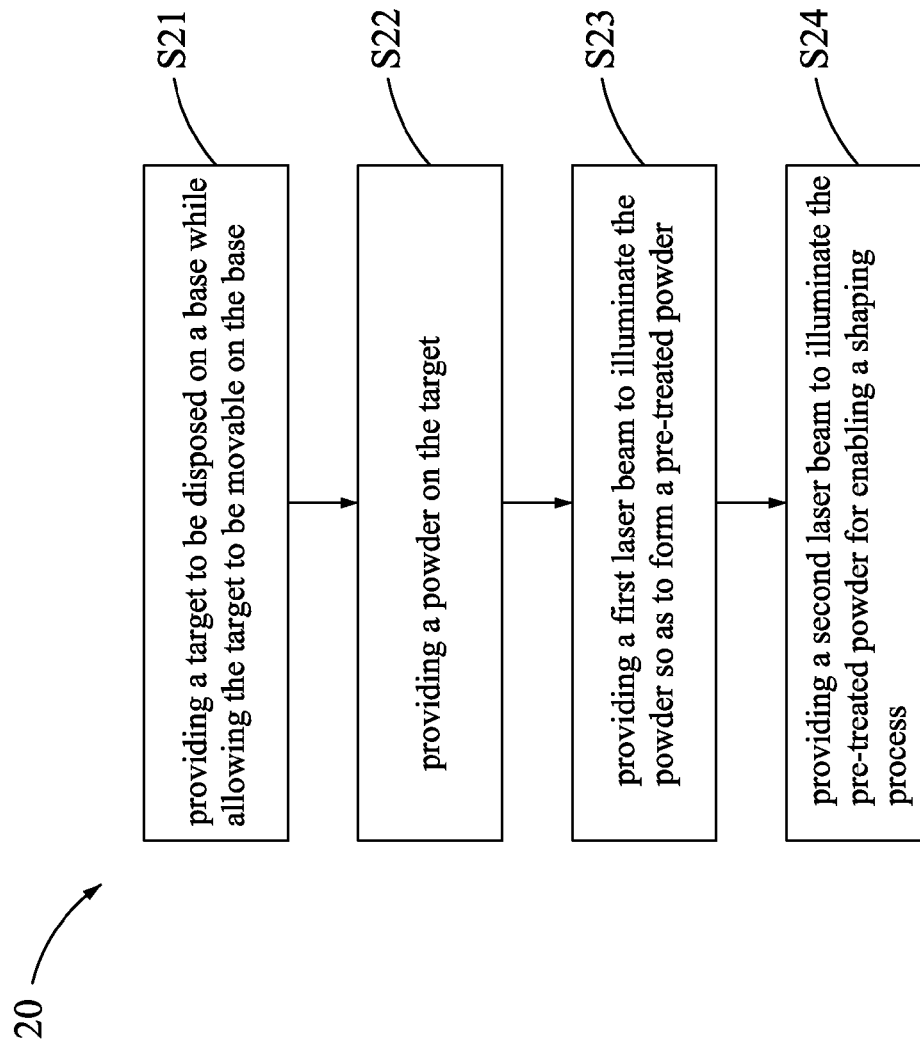 20
S21
providing a target to be disposed on a base while
allowing the target to be movable on the base
S22
providing a powder on the target
S23
providing a first laser beam to illuminate the
powder so as to form a pre-treated powder
S24
providing a second laser beam to illuminate the
pre-treated powder for enabling a shaping
process